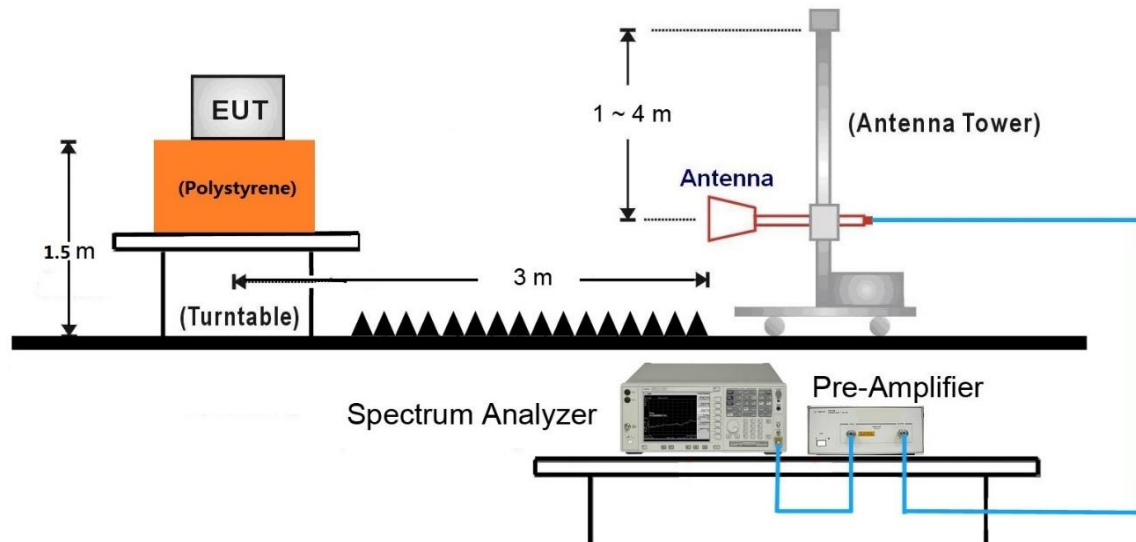 EUT
1 ~ 4 m
(Antenna Tower)
Antenna
(Polystyrene)
1.5 m
3 m
(Turntable)
Spectrum Analyzer
Pre-Amplifier